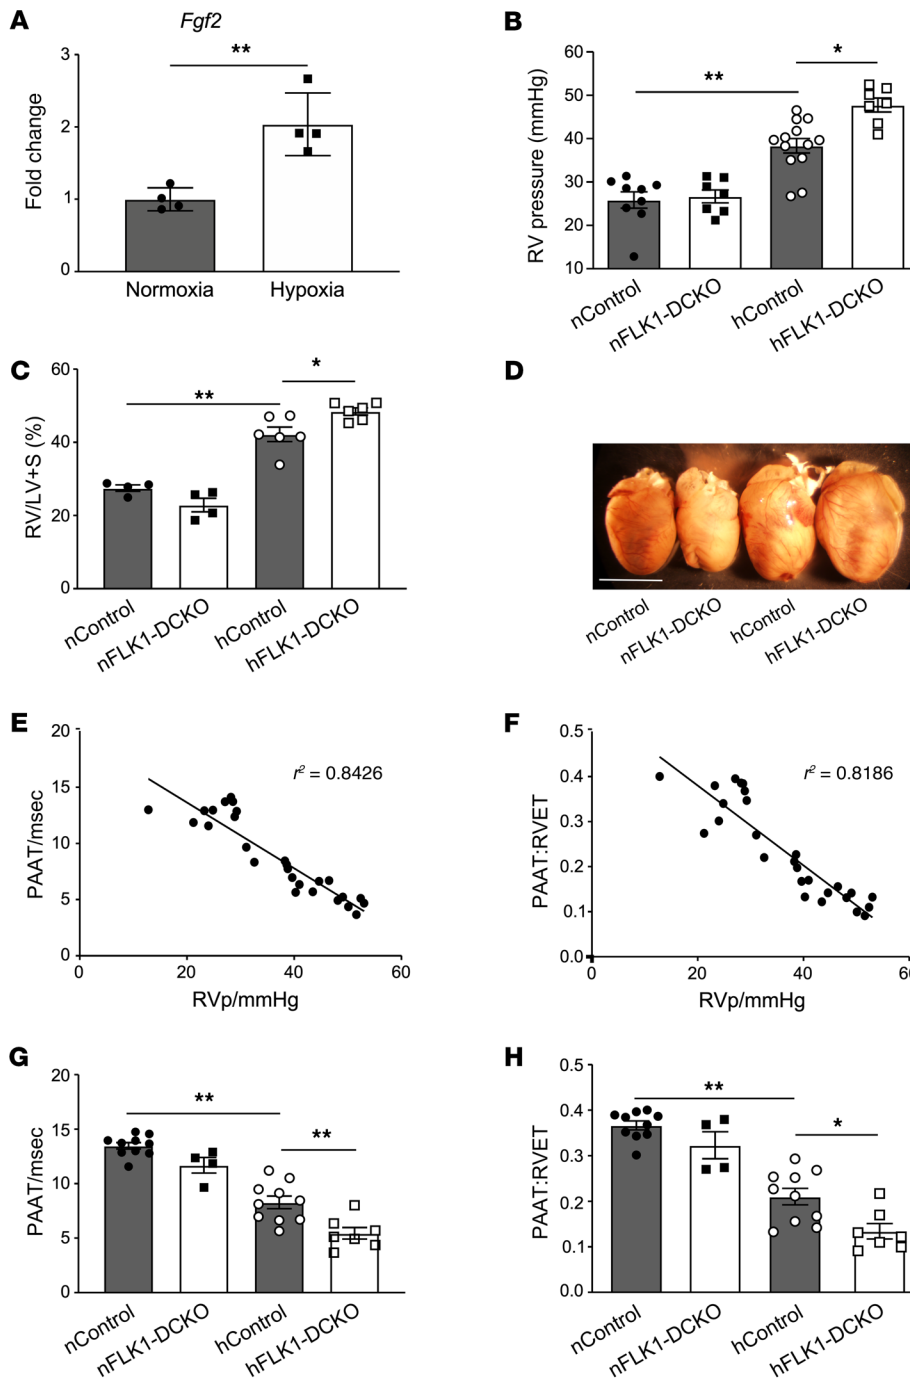 A
Fgf2
**
3
2
1
0
Fold change
Normoxia
Hypoxia
B
60
50
40
30
20
10
RV pressure (mmHg)
**
*
nControl
nFLK1-DCKO
hControl
hFLK1-DCKO
C
60
40
20
0
RV/LV+S (%)
**
*
nControl
nFLK1-DCKO
hControl
hFLK1-DCKO
D
nControl
nFLK1-DCKO
hControl
hFLK1-DCKO
E
20
15
10
5
0
PAAT/msec
r² = 0.8426
0
20
40
60
RVp/mmHg
F
0.5
0.4
0.3
0.2
0.1
0.0
PAAT:RVET
r² = 0.8186
0
20
40
60
RVp/mmHg
G
20
15
10
5
0
PAAT/msec
**
**
nControl
nFLK1-DCKO
hControl
hFLK1-DCKO
H
0.5
0.4
0.3
0.2
0.1
0.0
PAAT:RVET
**
*
nControl
nFLK1-DCKO
hControl
hFLK1-DCKO